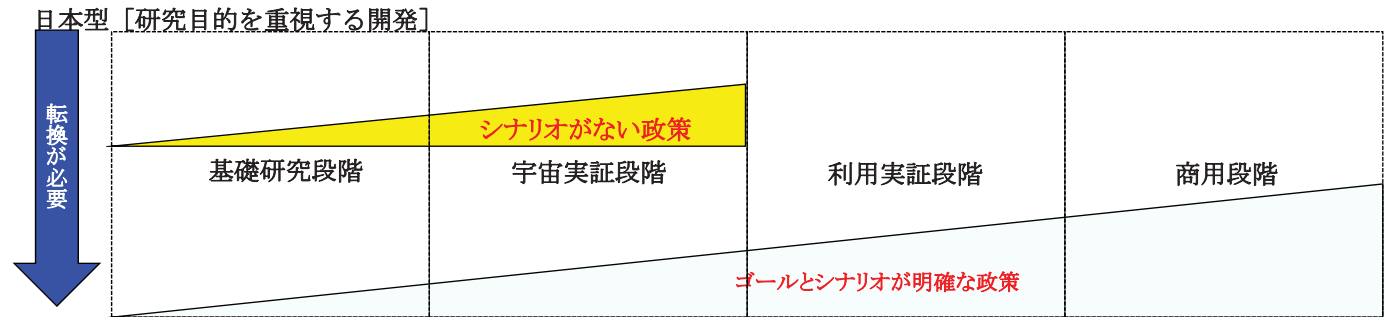 日本型［研究目的を重視する開発］
転換が必要
シナリオがない政策
基礎研究段階
宇宙実証段階
利用実証段階
商用段階
ゴールとシナリオが明確な政策